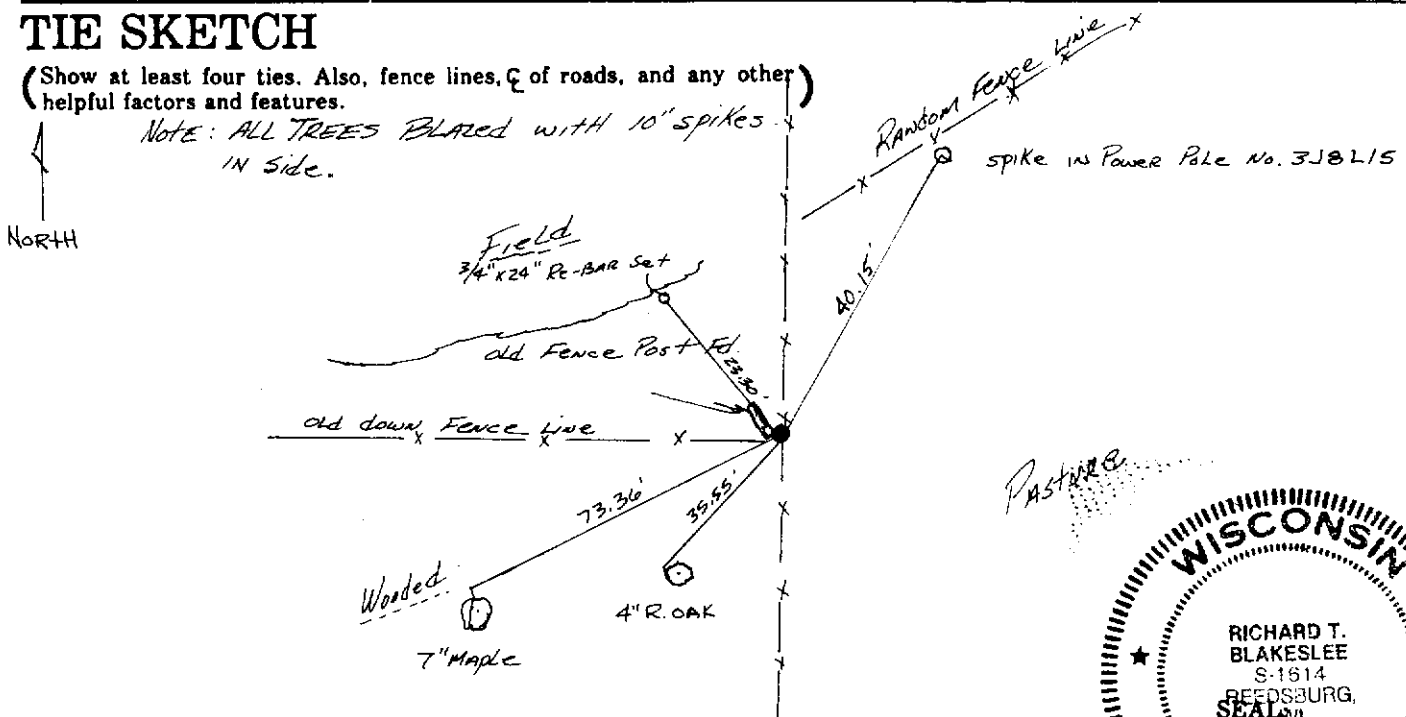 TIE SKETCH
(Show at least four ties. Also, fence lines, ℄ of roads, and any other
helpful factors and features.)
Note: ALL TREES BLAZED with 10" spikes
IN side.
NORTH
RANDOM Fence Line
spike in Power Pole No. 3J8L15
Field
3/4"x24" Re-BAR Set
40.15'
old Fence Post Fd.
23.30'
old down Fence Line
73.36'
35.55'
Pasture
Wooded
7" Maple
4" R. OAK
WISCONSIN
RICHARD T.
BLAKESLEE
S-1614
REEDSBURG,
SEAL